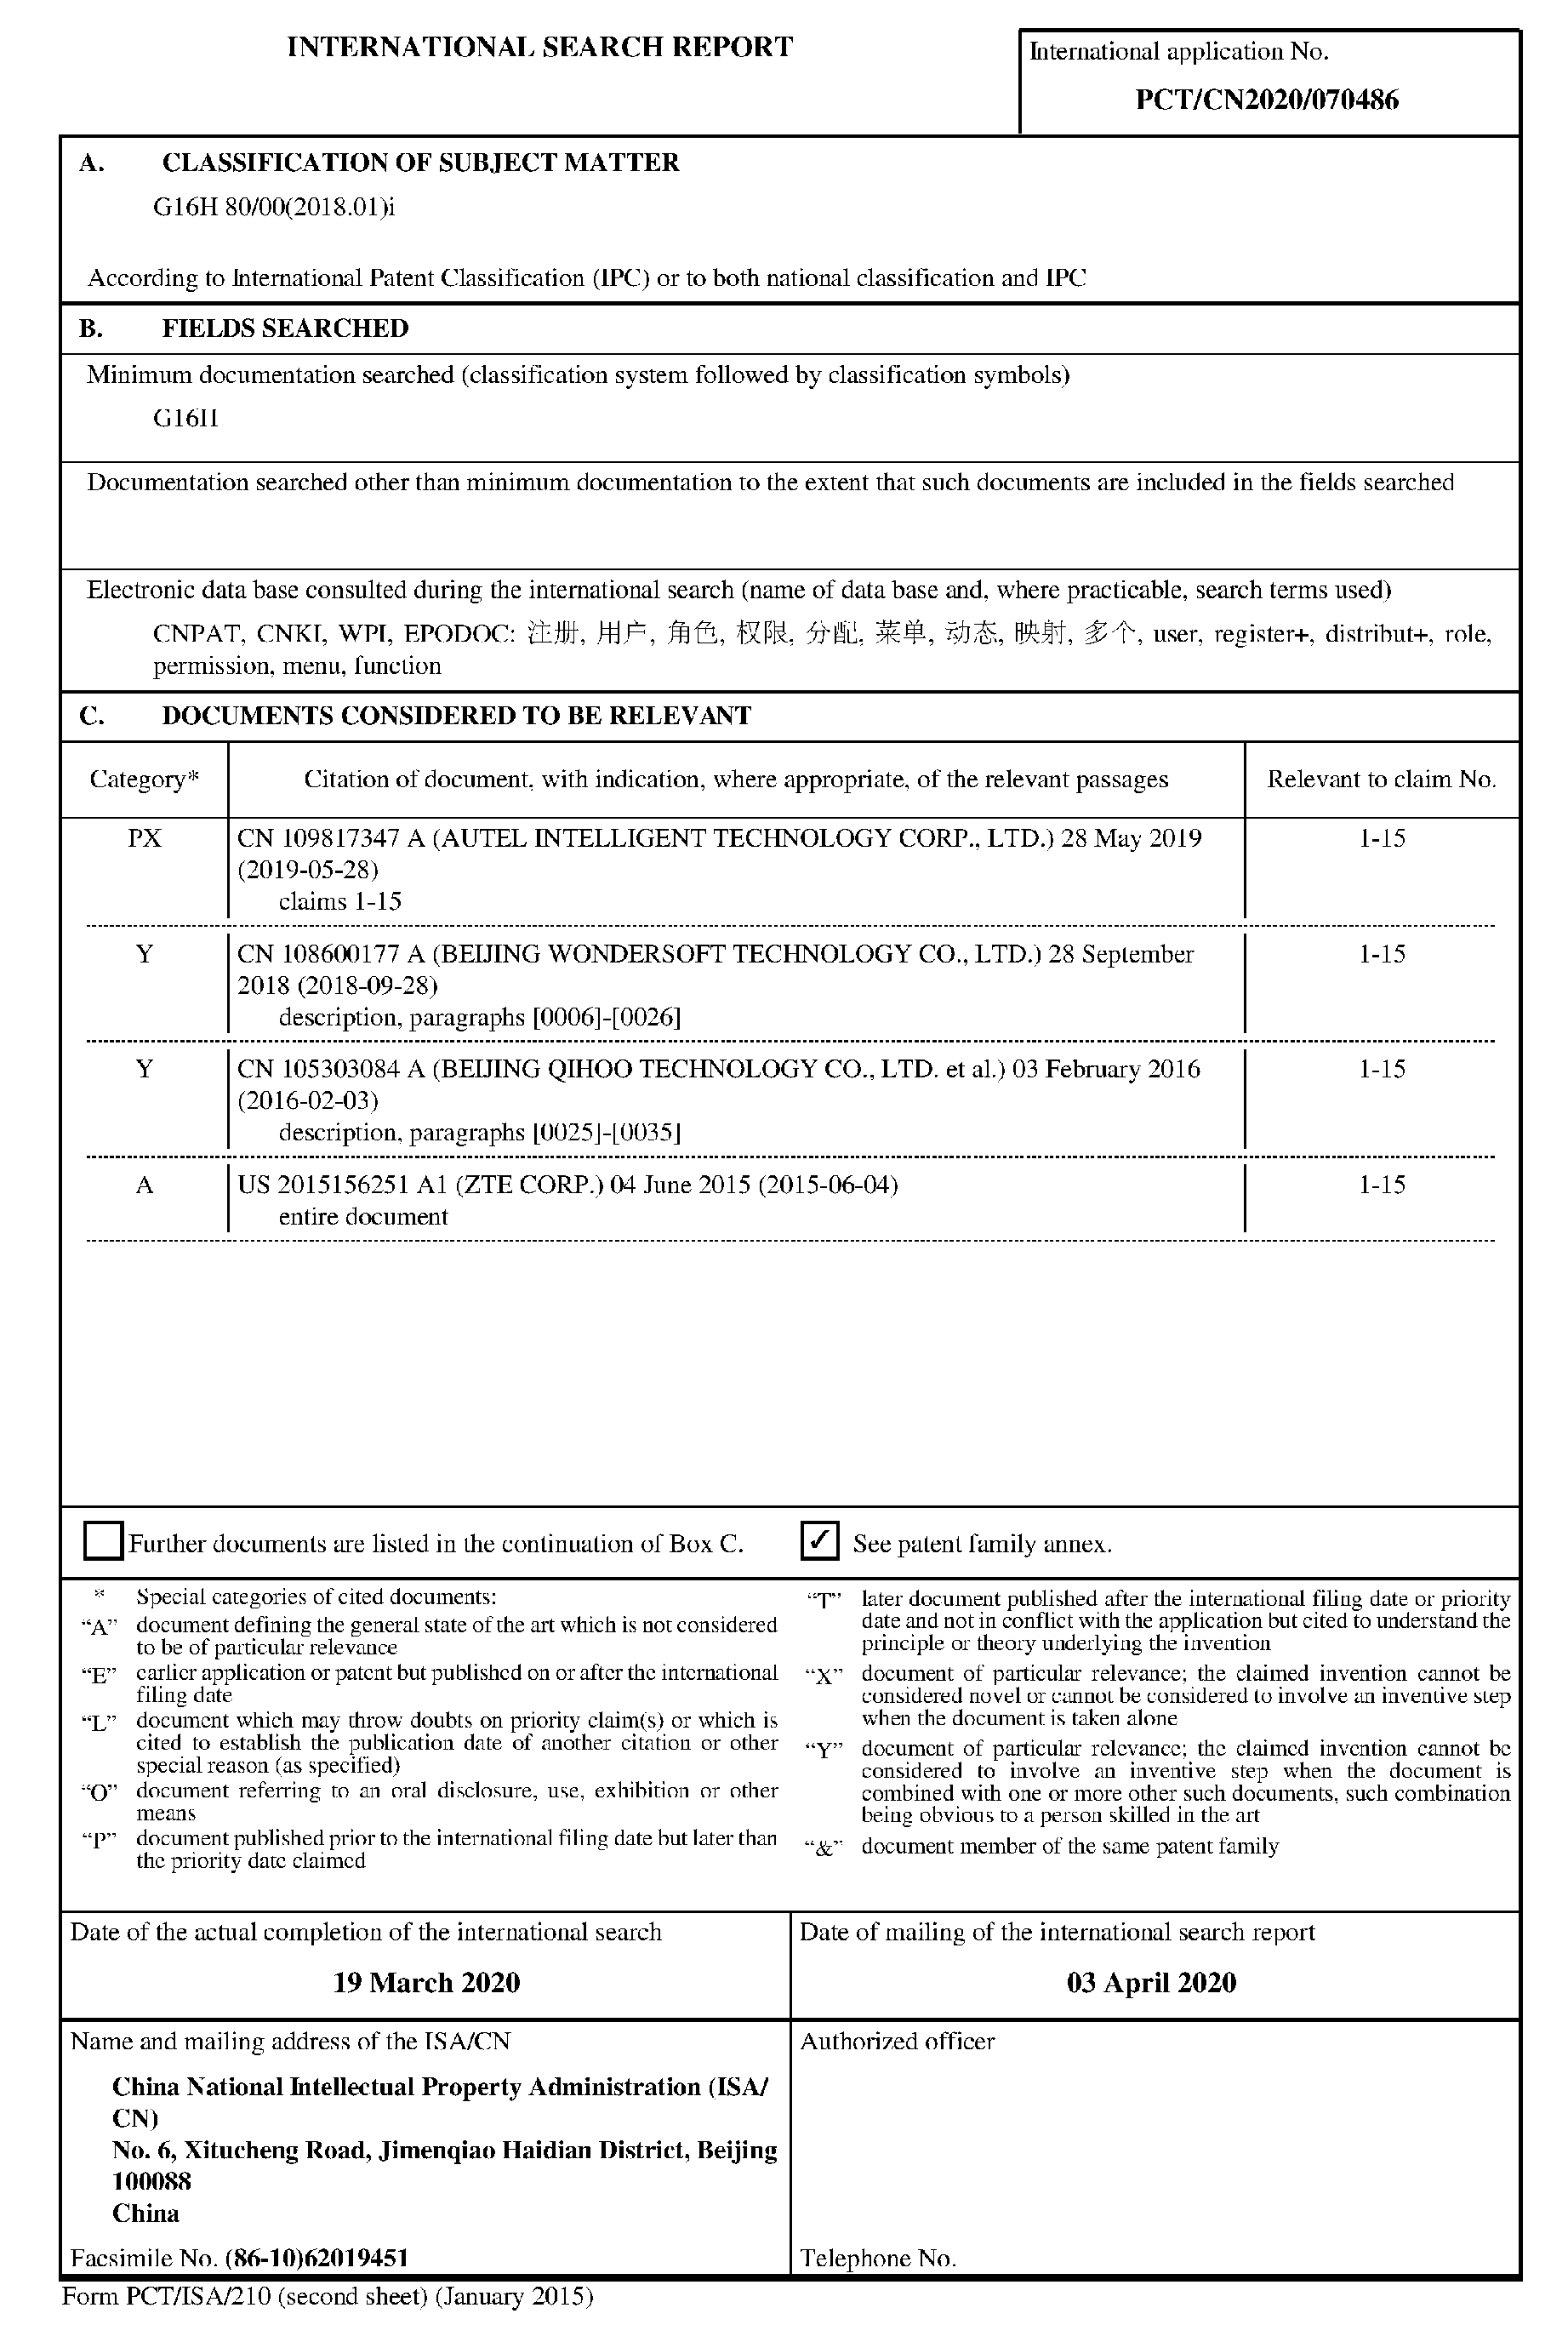 INTERNATIONAL SEARCH REPORT
International application No.
PCT/CN2020/070486
A. CLASSIFICATION OF SUBJECT MATTER
G16H 80/00(2018.01)i
According to International Patent Classification (IPC) or to both national classification and IPC
B. FIELDS SEARCHED
Minimum documentation searched (classification system followed by classification symbols)
G16H
Documentation searched other than minimum documentation to the extent that such documents are included in the fields searched
Electronic data base consulted during the international search (name of data base and, where practicable, search terms used)
CNPAT, CNKI, WPI, EPODOC: 注册, 用户, 角色, 权限, 分配, 菜单, 动态, 映射, 多个, user, register+, distribut+, role,
permission, menu, function
C. DOCUMENTS CONSIDERED TO BE RELEVANT
Category* Citation of document, with indication, where appropriate, of the relevant passages Relevant to claim No.
PX CN 109817347 A (AUTEL INTELLIGENT TECHNOLOGY CORP., LTD.) 28 May 2019 1-15
(2019-05-28)
claims 1-15
Y CN 108600177 A (BEIJING WONDERSOFT TECHNOLOGY CO., LTD.) 28 September 1-15
2018 (2018-09-28)
description, paragraphs [0006]-[0026]
Y CN 105303084 A (BEIJING QIHOO TECHNOLOGY CO., LTD. et al.) 03 February 2016 1-15
(2016-02-03)
description, paragraphs [0025]-[0035]
A US 2015156251 A1 (ZTE CORP.) 04 June 2015 (2015-06-04) 1-15
entire document
Further documents are listed in the continuation of Box C.
✓ See patent family annex.
* Special categories of cited documents:
“A” document defining the general state of the art which is not considered
to be of particular relevance
“E” earlier application or patent but published on or after the international
filing date
“L” document which may throw doubts on priority claim(s) or which is
cited to establish the publication date of another citation or other
special reason (as specified)
“O” document referring to an oral disclosure, use, exhibition or other
means
“P” document published prior to the international filing date but later than
the priority date claimed
“T” later document published after the international filing date or priority
date and not in conflict with the application but cited to understand the
principle or theory underlying the invention
“X” document of particular relevance; the claimed invention cannot be
considered novel or cannot be considered to involve an inventive step
when the document is taken alone
“Y” document of particular relevance; the claimed invention cannot be
considered to involve an inventive step when the document is
combined with one or more other such documents, such combination
being obvious to a person skilled in the art
“&” document member of the same patent family
Date of the actual completion of the international search
19 March 2020
Date of mailing of the international search report
03 April 2020
Name and mailing address of the ISA/CN
China National Intellectual Property Administration (ISA/
CN)
No. 6, Xitucheng Road, Jimenqiao Haidian District, Beijing
100088
China
Facsimile No. (86-10)62019451
Authorized officer
Telephone No.
Form PCT/ISA/210 (second sheet) (January 2015)